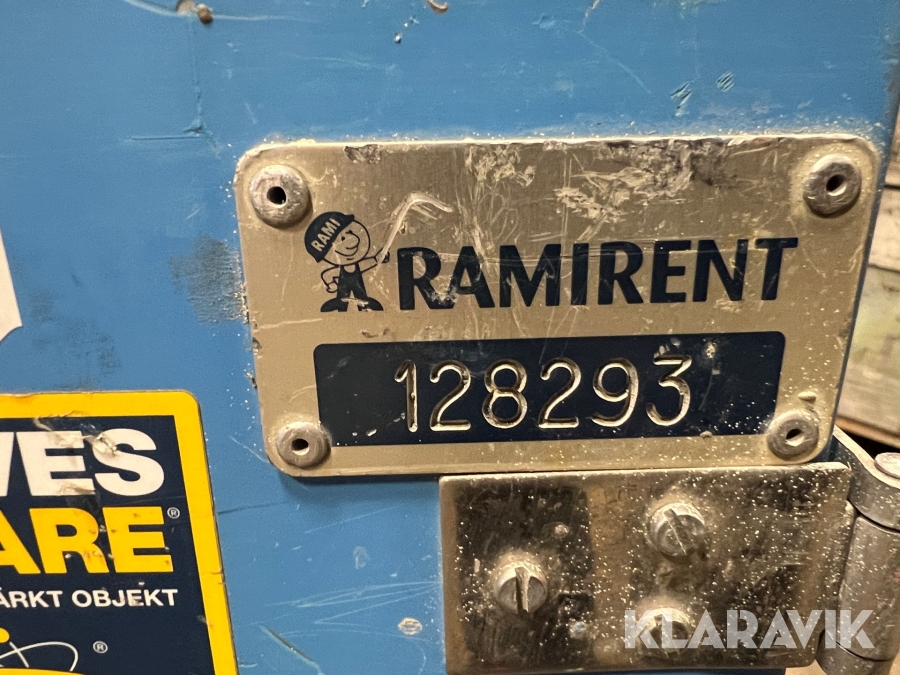 RAMI
RAMIRENT
128293
VES
ARE®
ÄRKT OBJEKT
®
KLARAVIK